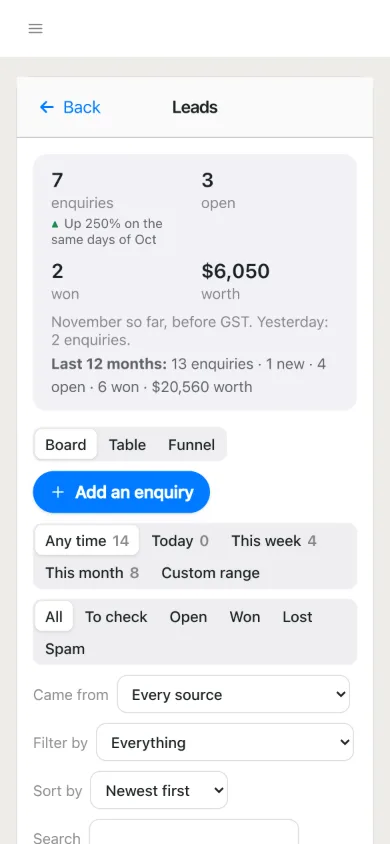 ← Back
Leads
7
enquiries
▲ Up 250% on the
same days of Oct
3
open
2
won
$6,050
worth
November so far, before GST. Yesterday:
2 enquiries.
Last 12 months: 13 enquiries · 1 new · 4
open · 6 won · $20,560 worth
Board Table Funnel
+ Add an enquiry
Any time 14 Today 0 This week 4
This month 8 Custom range
All To check Open Won Lost
Spam
Came from Every source
Filter by Everything
Sort by Newest first
Search